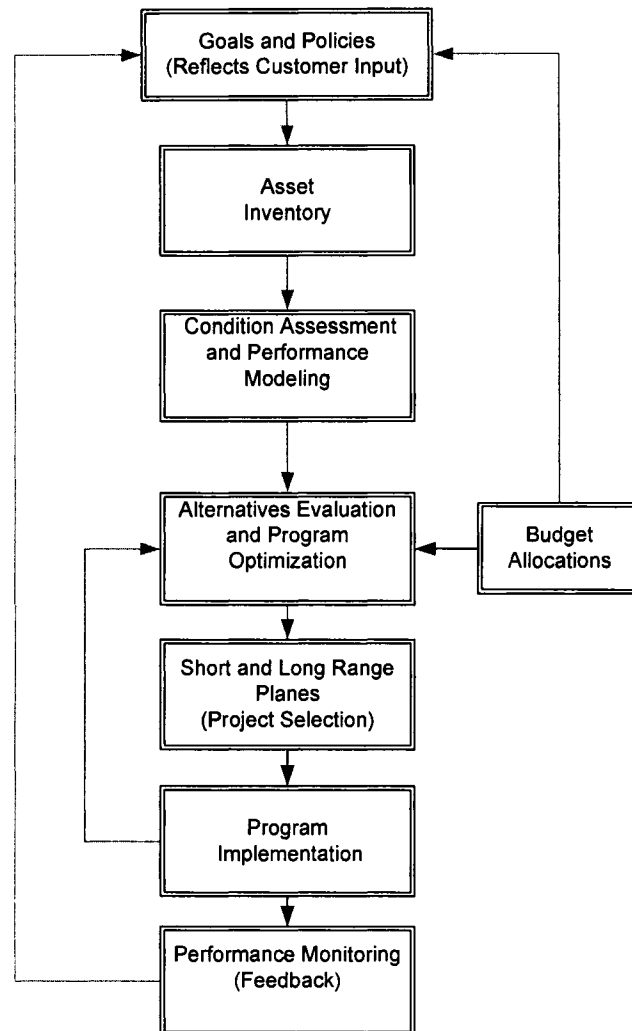 Goals and Policies
(Reflects Customer Input)
Asset
Inventory
Condition Assessment
and Performance
Modeling
Alternatives Evaluation
and Program
Optimization
Budget
Allocations
Short and Long Range
Planes
(Project Selection)
Program
Implementation
Performance Monitoring
(Feedback)